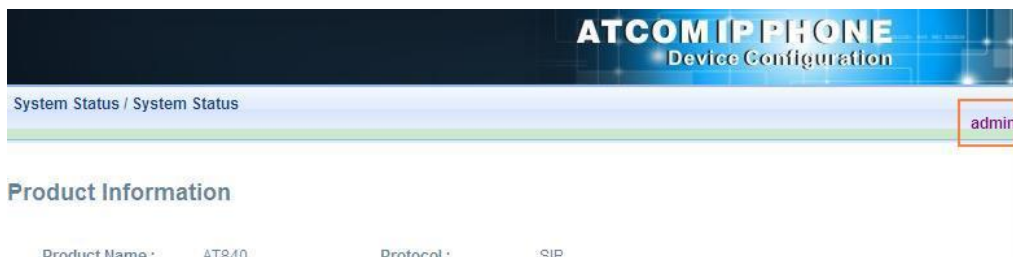 ATCOM IP PHONE
Device Configuration
System Status / System Status
admin
Product Information
Product Name : AT840 Protocol : SIP